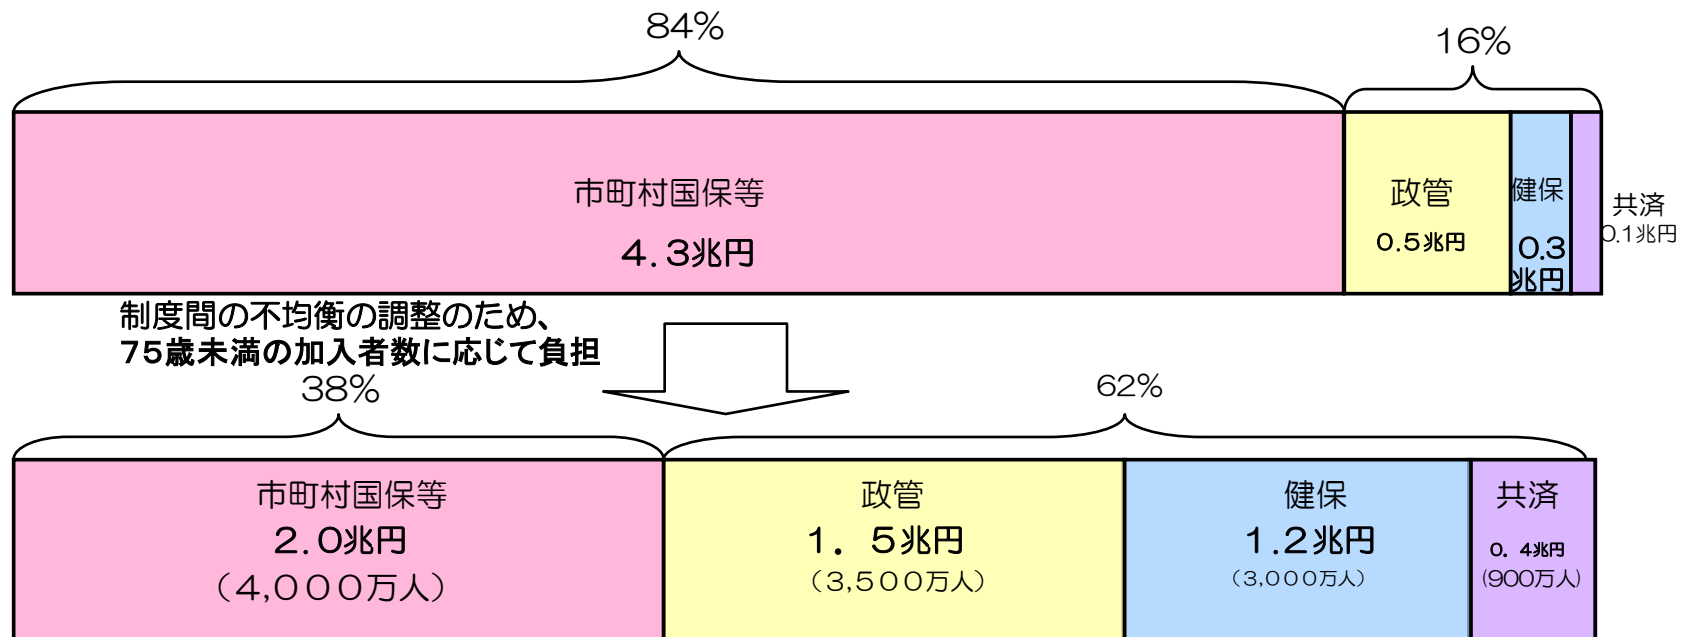 84%
16%
市町村国保等
4.3兆円
政管
0.5兆円
健保
0.3
兆円
共済
0.1兆円
制度間の不均衡の調整のため、
75歳未満の加入者数に応じて負担
38%
62%
市町村国保等
2.0兆円
（4,000万人）
政管
1．5兆円
（3,500万人）
健保
1.2兆円
（3,000万人）
共済
0．4兆円
(900万人)